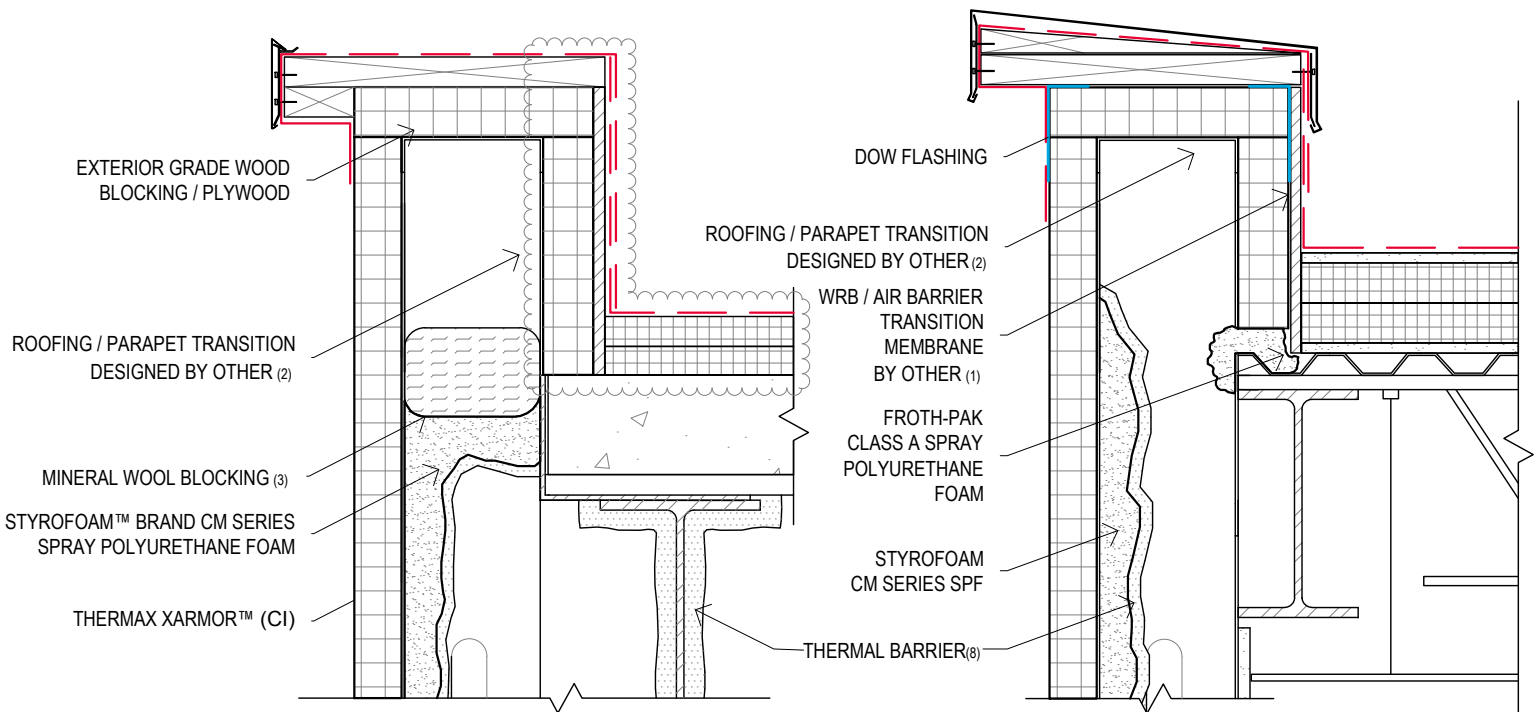 EXTERIOR GRADE WOOD
BLOCKING / PLYWOOD
ROOFING / PARAPET TRANSITION
DESIGNED BY OTHER (2)
MINERAL WOOL BLOCKING (3)
STYROFOAM™ BRAND CM SERIES
SPRAY POLYURETHANE FOAM
THERMAX XARMOR™ (CI)
DOW FLASHING
ROOFING / PARAPET TRANSITION
DESIGNED BY OTHER (2)
WRB / AIR BARRIER
TRANSITION
MEMBRANE
BY OTHER (1)
FROTH-PAK
CLASS A SPRAY
POLYURETHANE
FOAM
STYROFOAM
CM SERIES SPF
THERMAL BARRIER(8)